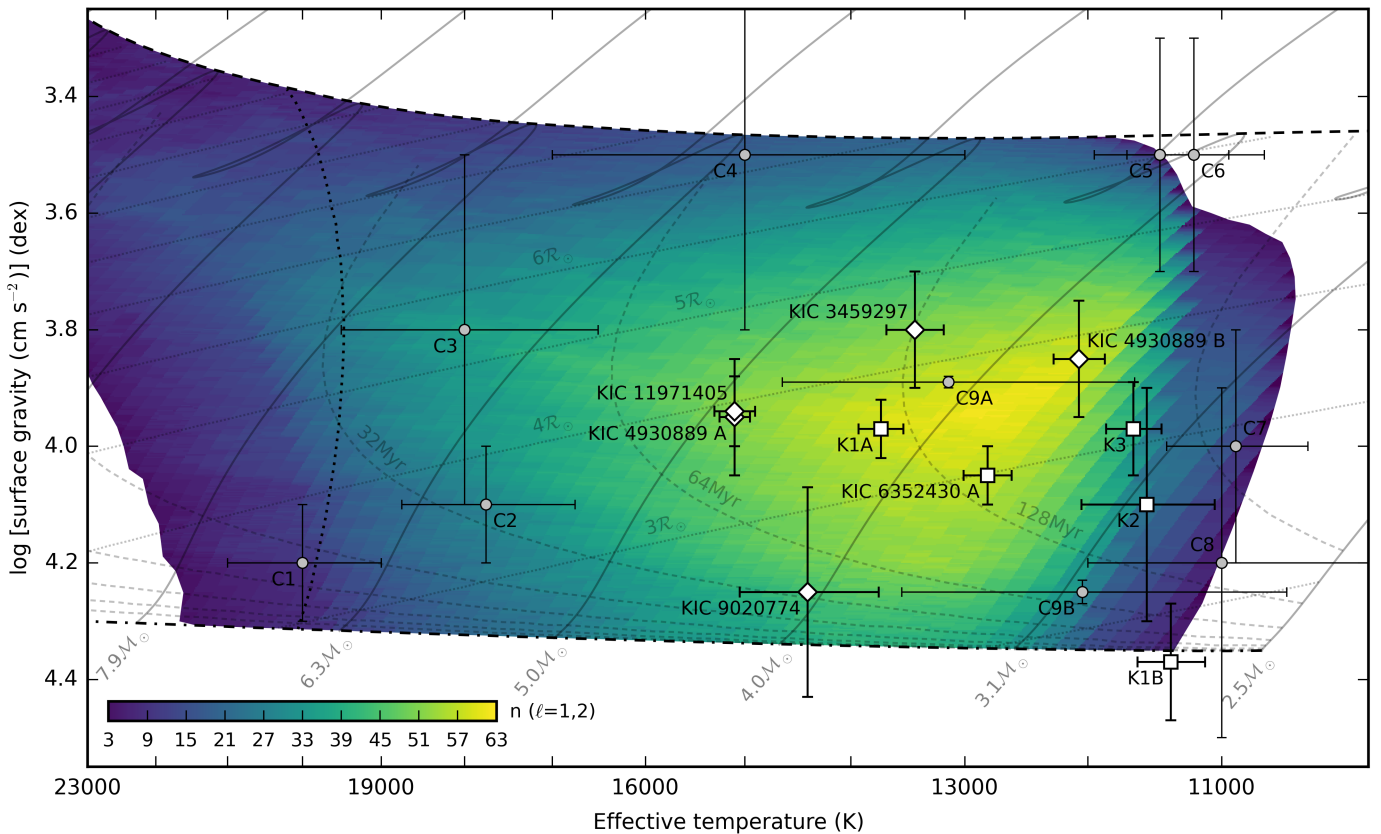 3.4
3.6
3.8
4.0
4.2
4.4
log [surface gravity (cm s⁻²)] (dex)
C4
C5
C6
6R☉
5R☉
4R☉
3R☉
KIC 3459297
C3
KIC 4930889 B
KIC 11971405
C9A
KIC 4930889 A
K1A
K3
C7
32Myr
64Myr
128Myr
KIC 6352430 A
C2
K2
C8
C1
KIC 9020774
C9B
K1B
7.9M☉
6.3M☉
5.0M☉
4.0M☉
3.1M☉
2.5M☉
n (ℓ=1,2)
3 9 15 21 27 33 39 45 51 57 63
23000 19000 16000 13000 11000
Effective temperature (K)